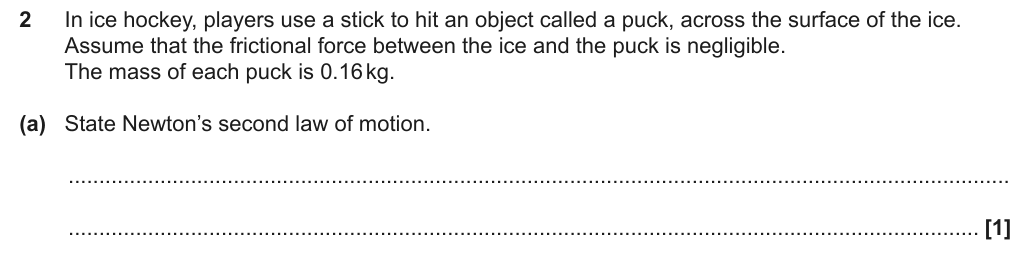 2 In ice hockey, players use a stick to hit an object called a puck, across the surface of the ice.
Assume that the frictional force between the ice and the puck is negligible.
The mass of each puck is 0.16 kg.
(a) State Newton’s second law of motion.
....................................................................................................................................................
............................................................................................................................................... [1]